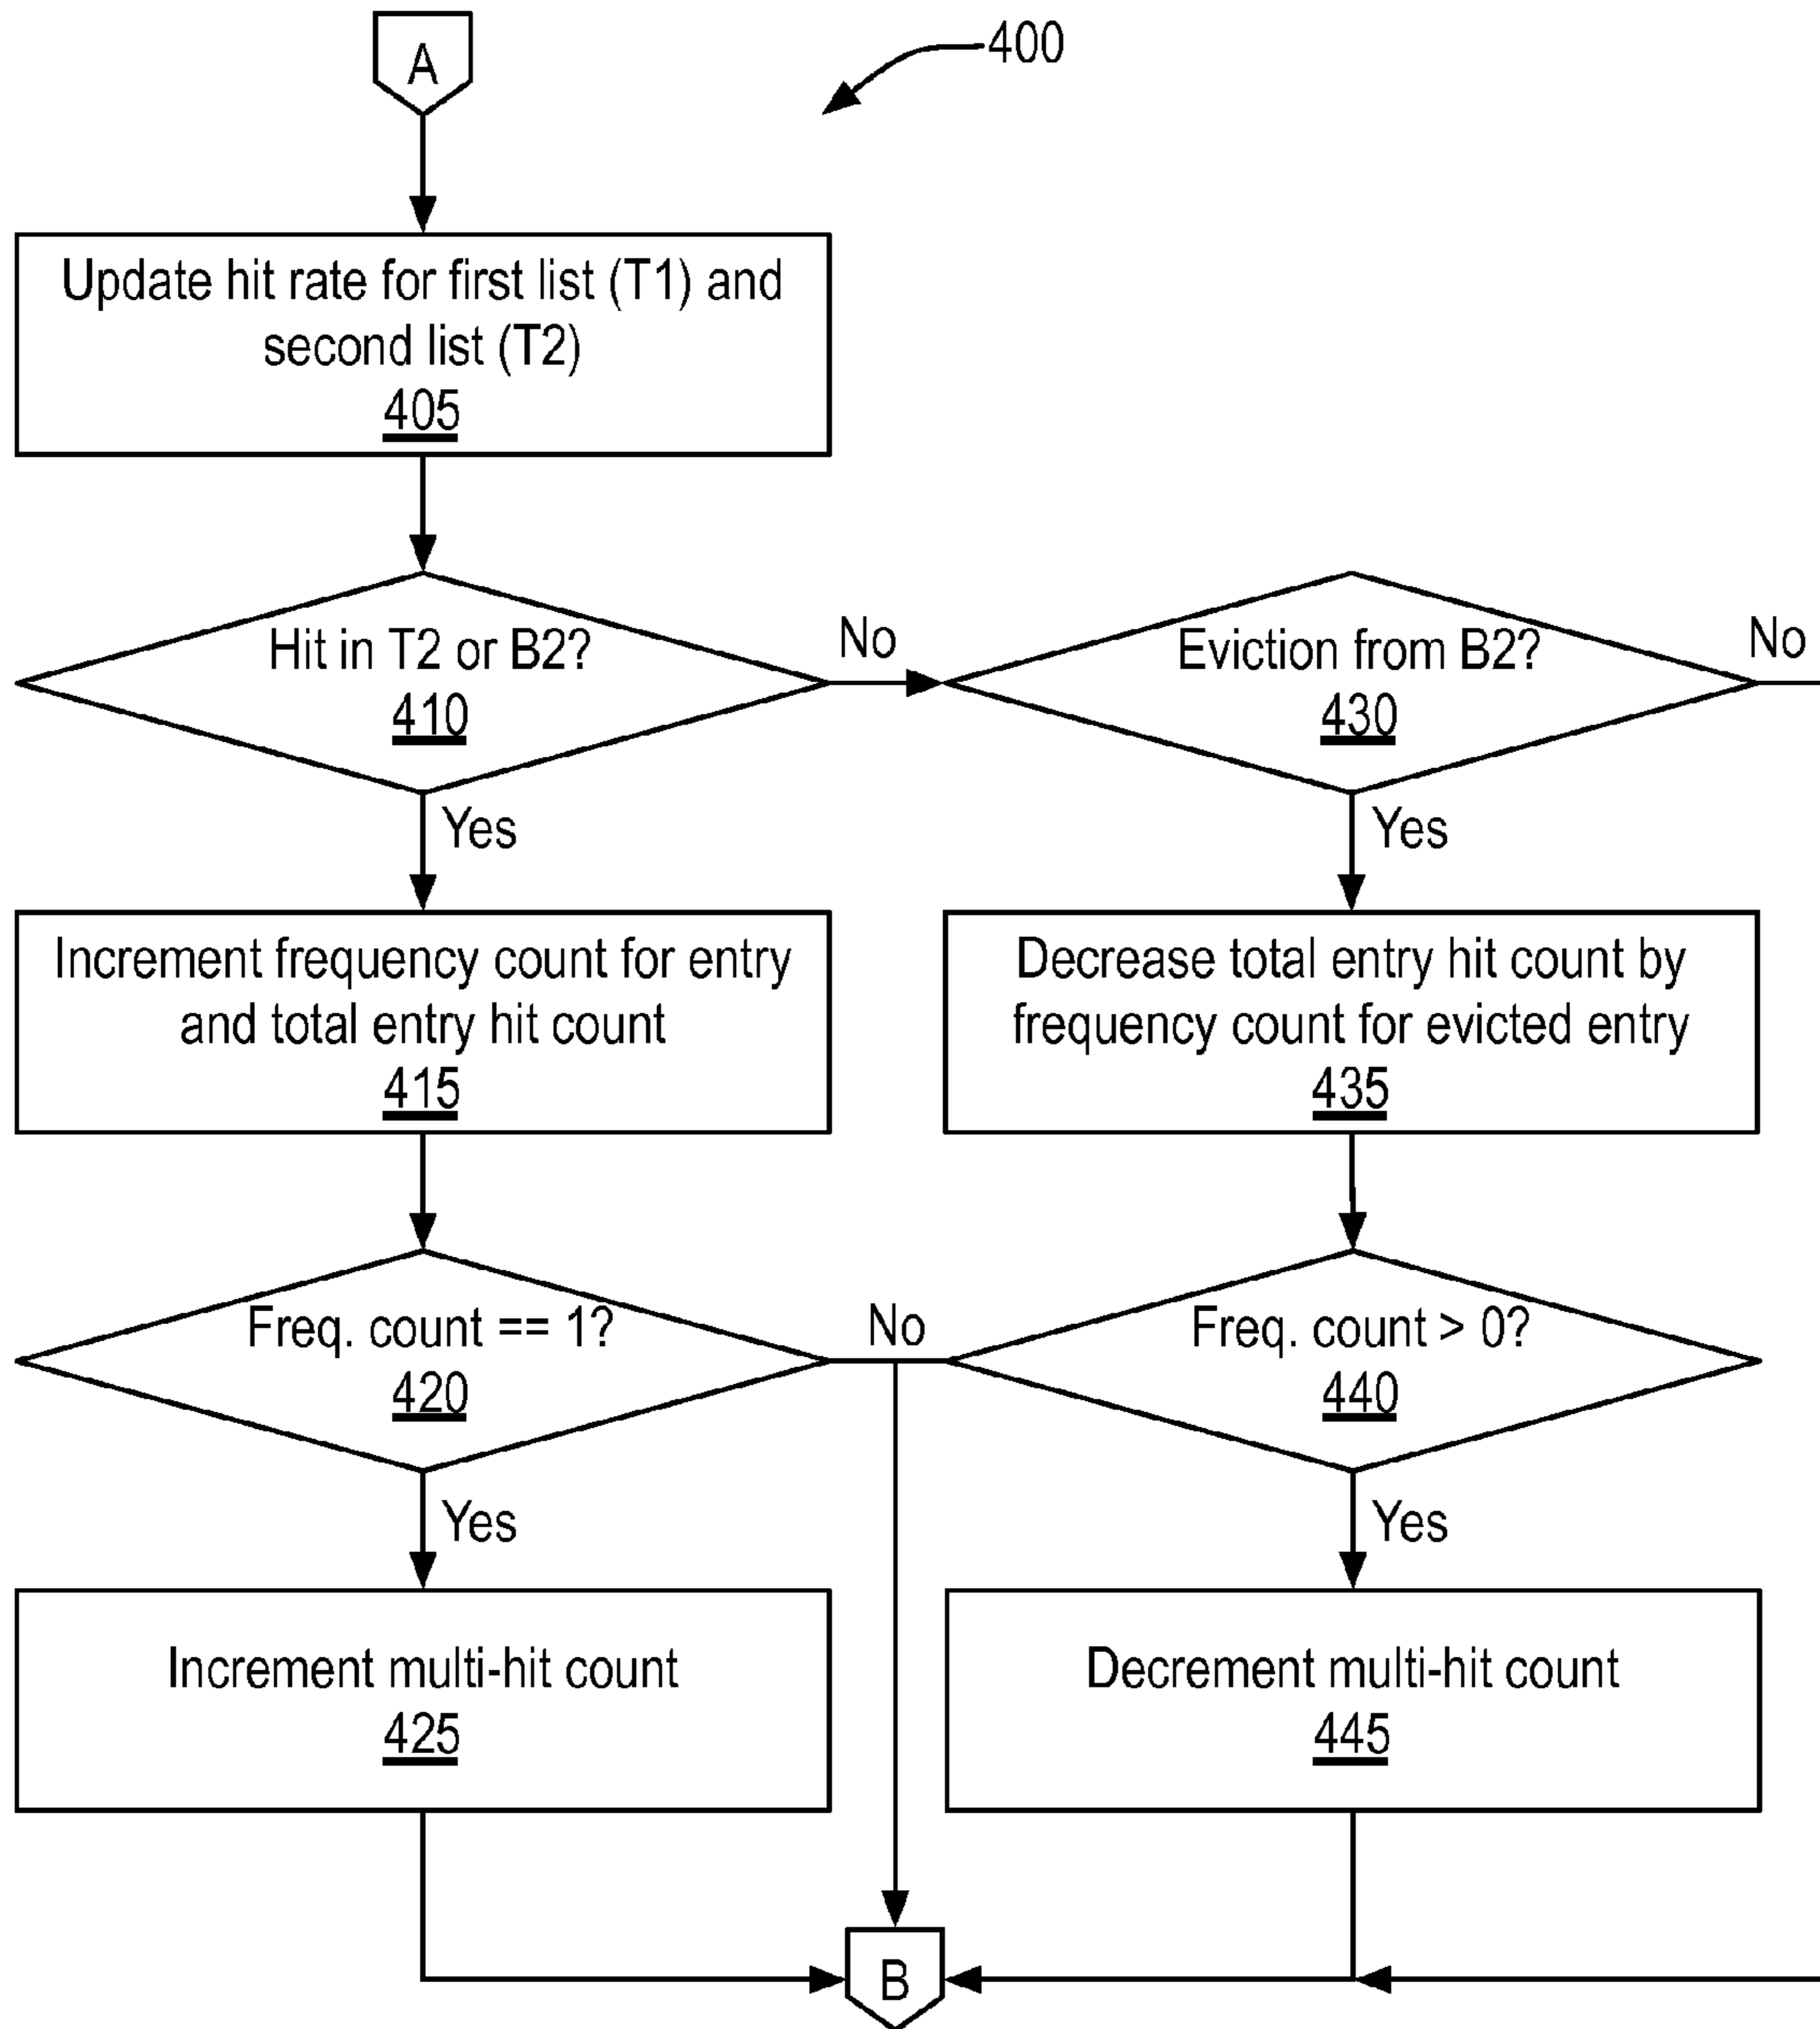 A
400
Update hit rate for first list (T1) and
second list (T2)
405
Hit in T2 or B2?
410
No
Eviction from B2?
430
No
Yes
Yes
Increment frequency count for entry
and total entry hit count
415
Decrease total entry hit count by
frequency count for evicted entry
435
Freq. count == 1?
420
No
Freq. count > 0?
440
Yes
Yes
Increment multi-hit count
425
Decrement multi-hit count
445
B